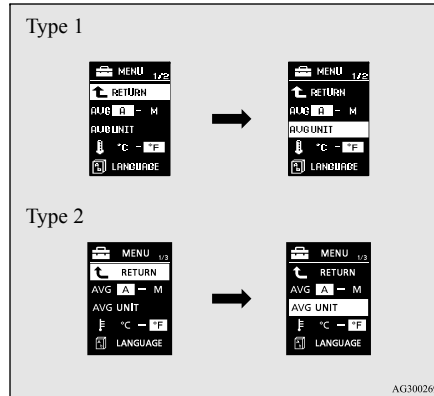 Type 1
MENU 1/2
RETURN
AVG A - M
AVG UNIT
°C - °F
LANGUAGE
MENU 1/2
RETURN
AVG A - M
AVG UNIT
°C - °F
LANGUAGE
Type 2
MENU 1/3
RETURN
AVG A - M
AVG UNIT
°C - °F
LANGUAGE
MENU 1/3
RETURN
AVG A - M
AVG UNIT
°C - °F
LANGUAGE